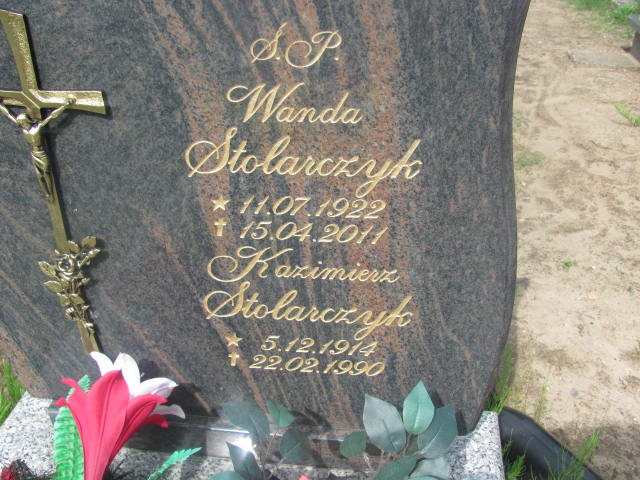 Ś.P.
Wanda
Stolarczyk
★ 11.07.1922
✝ 15.04.2011
Kazimierz
Stolarczyk
★ 5.12.1914
✝ 22.02.1990